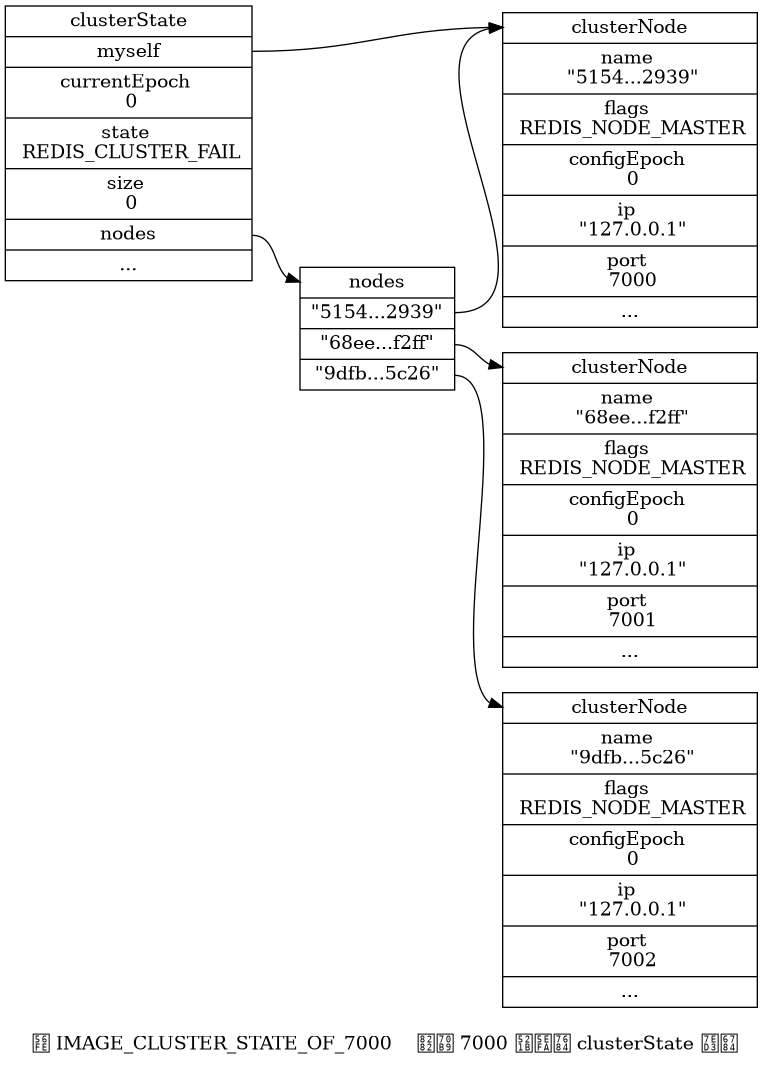 clusterState
myself
currentEpoch
0
state
REDIS_CLUSTER_FAIL
size
0
nodes
...
nodes
"5154...2939"
"68ee...f2ff"
"9dfb...5c26"
clusterNode
name
"5154...2939"
flags
REDIS_NODE_MASTER
configEpoch
0
ip
"127.0.0.1"
port
7000
...
clusterNode
name
"68ee...f2ff"
flags
REDIS_NODE_MASTER
configEpoch
0
ip
"127.0.0.1"
port
7001
...
clusterNode
name
"9dfb...5c26"
flags
REDIS_NODE_MASTER
configEpoch
0
ip
"127.0.0.1"
port
7002
...
IMAGE_CLUSTER_STATE_OF_7000 7000 clusterState